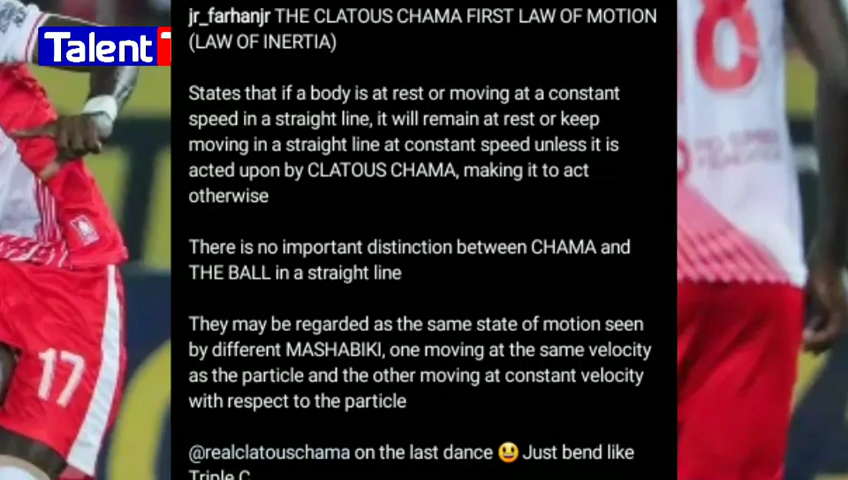 Talent
jr_farhanjr THE CLATOUS CHAMA FIRST LAW OF MOTION
(LAW OF INERTIA)
States that if a body is at rest or moving at a constant
speed in a straight line, it will remain at rest or keep
moving in a straight line at constant speed unless it is
acted upon by CLATOUS CHAMA, making it to act
otherwise
There is no important distinction between CHAMA and
THE BALL in a straight line
They may be regarded as the same state of motion seen
by different MASHABIKI, one moving at the same velocity
as the particle and the other moving at constant velocity
with respect to the particle
@realclatouschama on the last dance 😃 Just bend like
Triple C
17
8